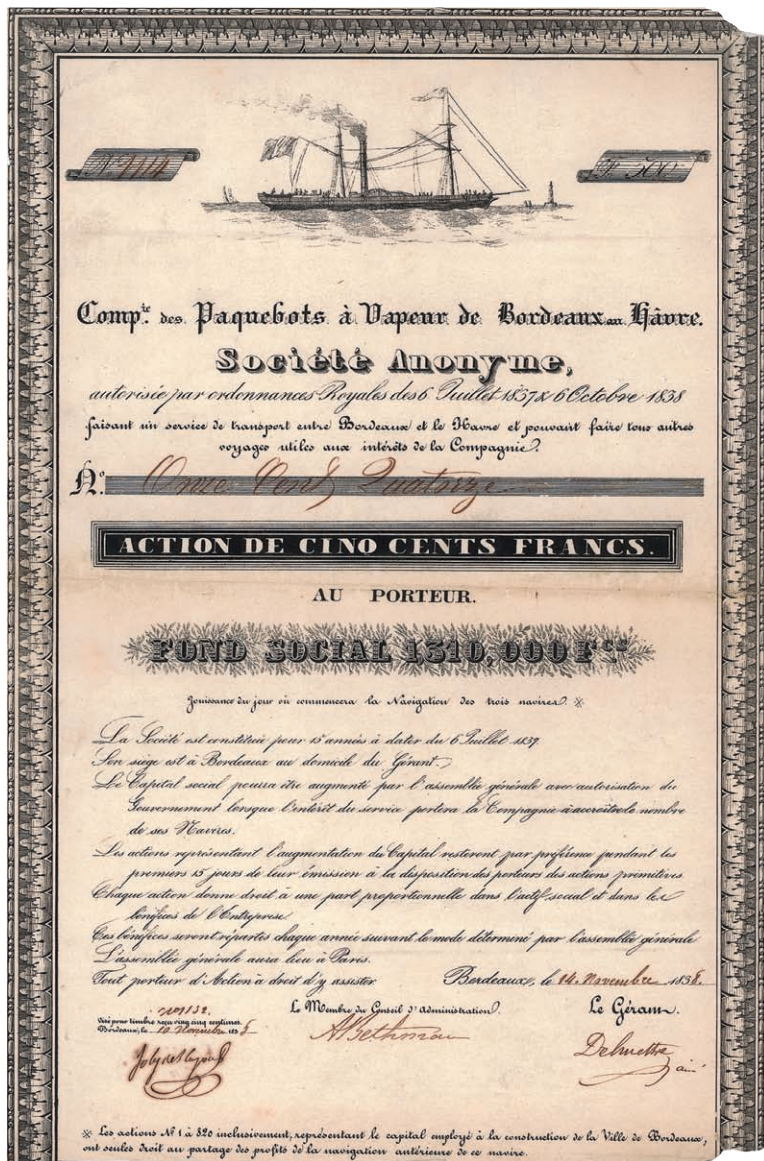 N° 1114
F. 500
Comp.ie des Paquebots à Vapeur de Bordeaux au Hâvre.
Société Anonyme,
autorisée par ordonnances Royales des 6 Juillet 1837 & 6 Octobre 1838
faisant un service de transport entre Bordeaux et le Havre et pouvant faire tous autres
voyages utiles aux intérêts de la Compagnie.
N.o Onze Cent Quatorze
ACTION DE CINQ CENTS FRANCS.
AU PORTEUR.
FOND SOCIAL 1310,000 F.cs
Jouissance du jour où commencera la Navigation des trois navires. ※
La Société est constituée pour 15 années à dater du 6 Juillet 1837.
Son siège est à Bordeaux au domicile du Gérant.
Le Capital social pourra être augmenté par l'assemblée générale avec autorisation du
Gouvernement lorsque l'intérêt du service portera la Compagnie à accroître le nombre
de ses Navires.
Les actions représentant l'augmentation du Capital resteront par préférence pendant les
premiers 15 jours de leur émission à la disposition des porteurs des actions primitives
Chaque action donne droit à une part proportionnelle dans l'actif social et dans les
bénéfices de l'Entreprise
Ces bénéfices seront répartis chaque année suivant le mode déterminé par l'assemblée générale
L'assemblée générale aura lieu à Paris.
Tout porteur d'Action à droit d'y assister
Bordeaux, le 14. Novembre 1838.
n° 1132.
Visé pour timbre reçu vingt cinq centimes.
Bordeaux, le 10 Novembre 183
Le Membre du Conseil d'administration.
Le Gérant.
ABethman
※ Les actions N° 1 à 820 inclusivement, représentant le capital employé à la construction de la Ville de Bordeaux,
ont seules droit au partage des profits de la navigation antérieure de ce navire.